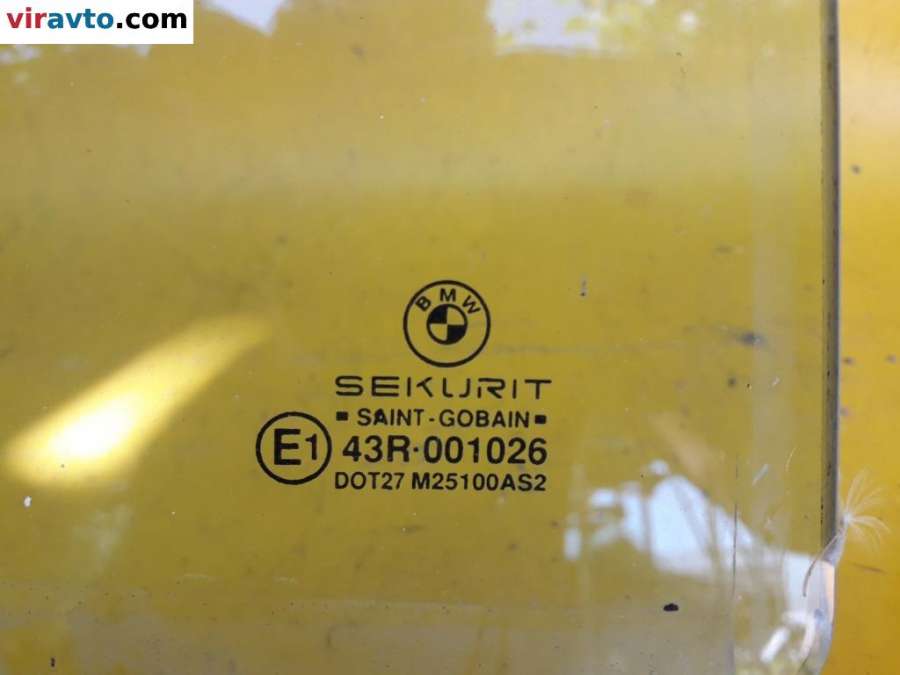 viravto.com
BMW
SEKURIT
SAINT-GOBAIN
E1 43R·001026
DOT27 M25100AS2